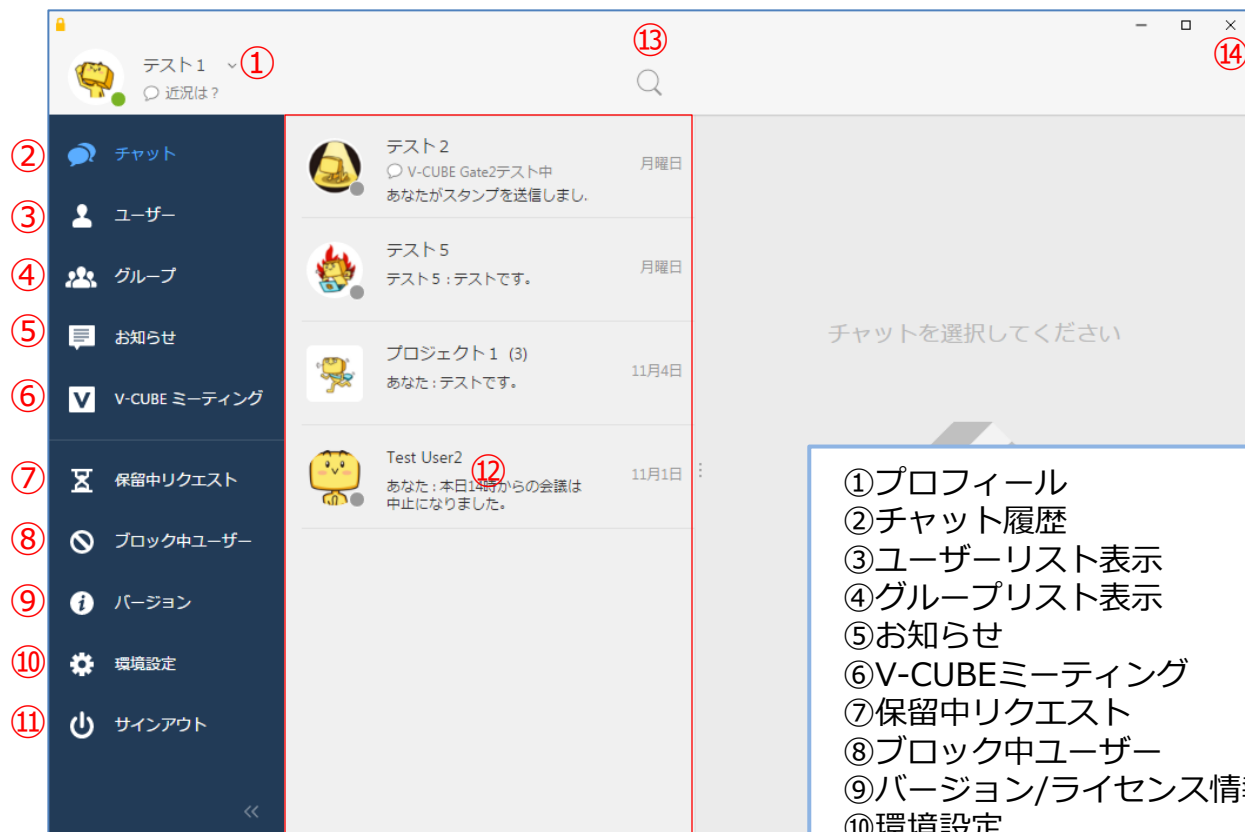 ⑬
⑭
テスト1 ①
近況は？
② チャット
③ ユーザー
④ グループ
⑤ お知らせ
⑥ V V-CUBE ミーティング
⑦ 保留中リクエスト
⑧ ブロック中ユーザー
⑨ バージョン
⑩ 環境設定
⑪ サインアウト
テスト2
V-CUBE Gate2テスト中
月曜日
あなたがスタンプを送信しまし.
テスト5
月曜日
テスト5：テストです。
プロジェクト1 (3)
11月4日
あなた：テストです。
Test User2
⑫
11月1日
あなた：本日14時からの会議は
中止になりました。
チャットを選択してください
①プロフィール
②チャット履歴
③ユーザーリスト表示
④グループリスト表示
⑤お知らせ
⑥V-CUBEミーティング
⑦保留中リクエスト
⑧ブロック中ユーザー
⑨バージョン/ライセンス情報
⑩環境設定